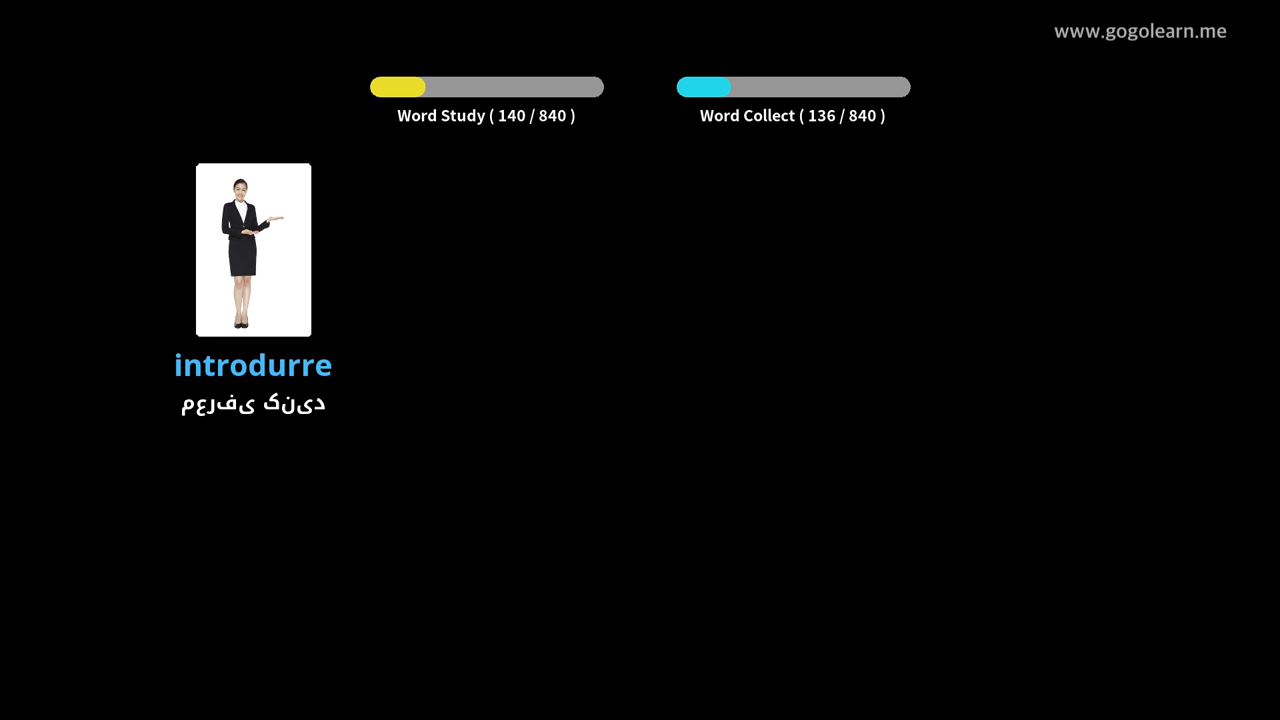 www.gogolearn.me
Word Study ( 140 / 840 )
Word Collect ( 136 / 840 )
introdurre
معرفی کنید